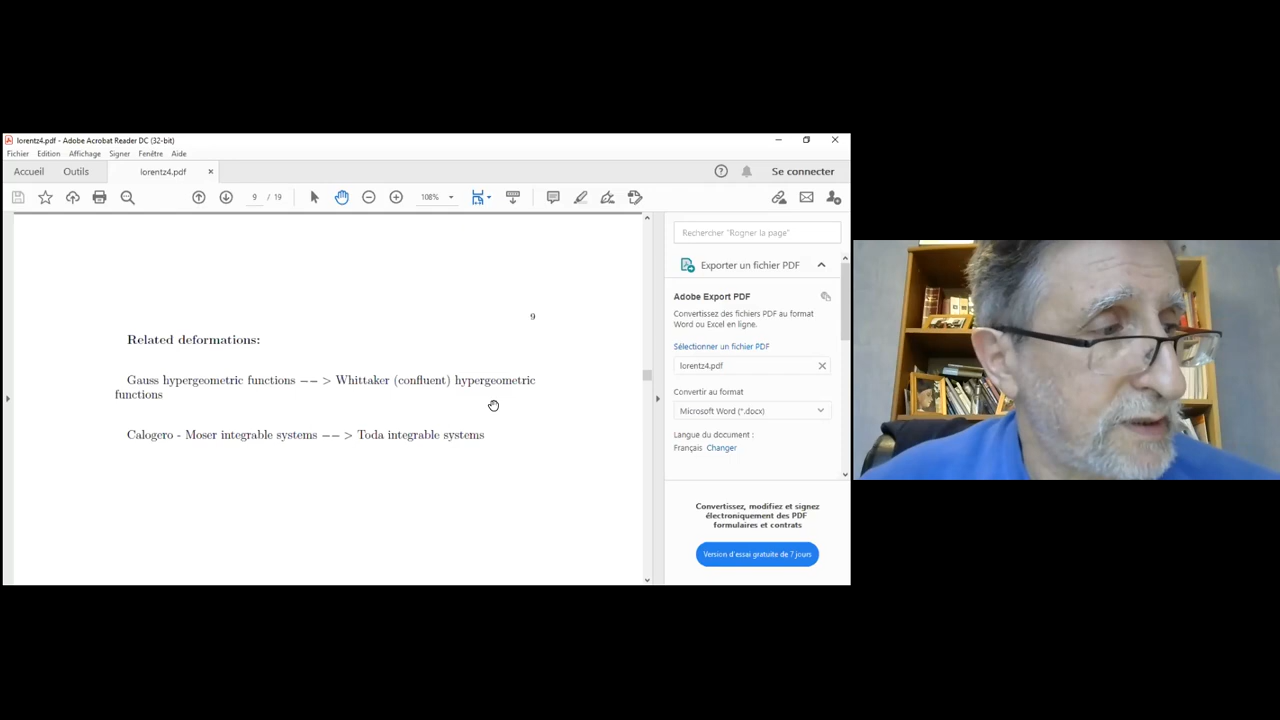 lorentz4.pdf - Adobe Acrobat Reader DC (32-bit)
Fichier Edition Affichage Signer Fenêtre Aide
Accueil Outils lorentz4.pdf × Se connecter
9 / 19 108%
9
Related deformations:
Gauss hypergeometric functions −− > Whittaker (confluent) hypergeometric
functions
Calogero - Moser integrable systems −− > Toda integrable systems
Rechercher "Rogner la page"
Exporter un fichier PDF
Adobe Export PDF
Convertissez des fichiers PDF au format
Word ou Excel en ligne.
Sélectionner un fichier PDF
lorentz4.pdf
Convertir au format
Microsoft Word (*.docx)
Langue du document :
Français Changer
Convertissez, modifiez et signez
électroniquement des PDF
formulaires et contrats
Version d'essai gratuite de 7 jours